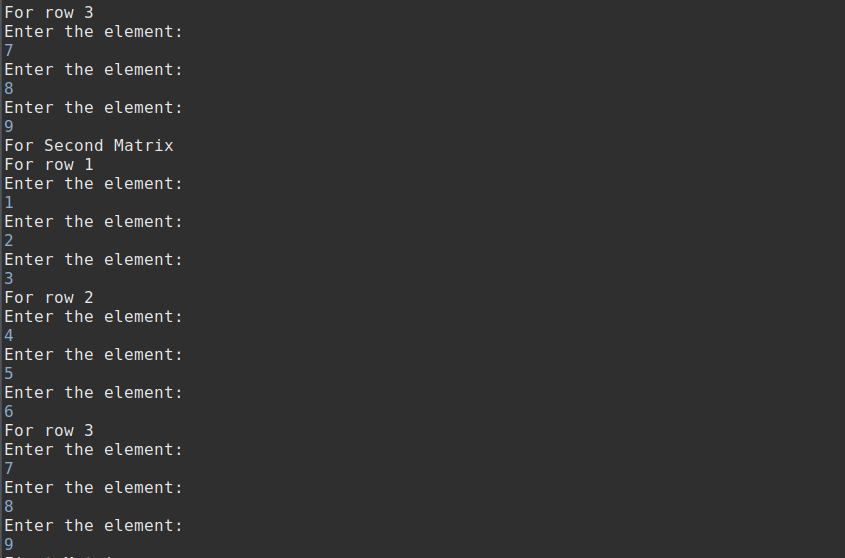 For row 3
Enter the element:
7
Enter the element:
8
Enter the element:
9
For Second Matrix
For row 1
Enter the element:
1
Enter the element:
2
Enter the element:
3
For row 2
Enter the element:
4
Enter the element:
5
Enter the element:
6
For row 3
Enter the element:
7
Enter the element:
8
Enter the element:
9